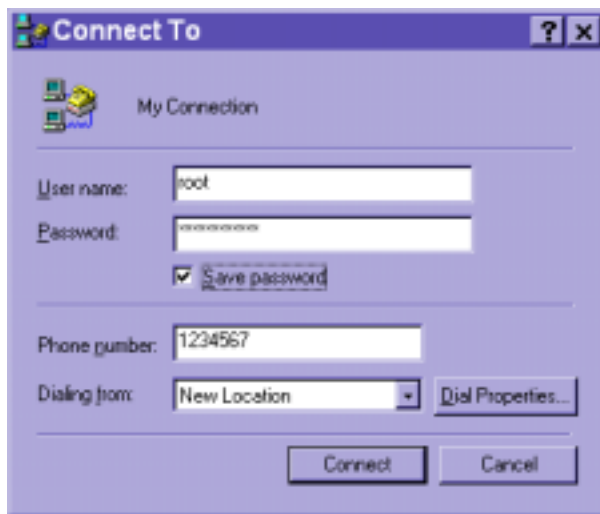 Connect To
My Connection
User name: root
Password: ********
Save password
Phone number: 1234567
Dialing from: New Location Dial Properties...
Connect Cancel